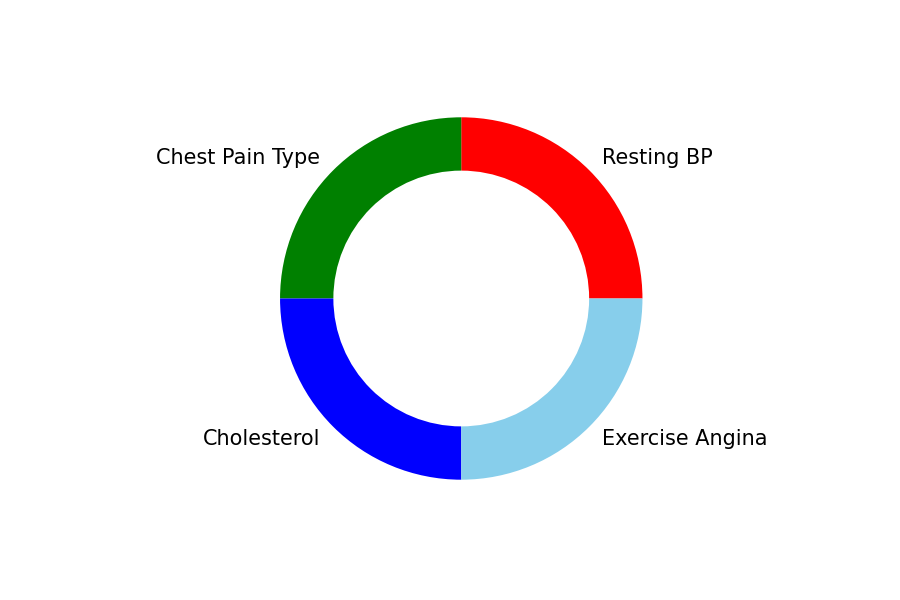 Chest Pain Type
Resting BP
Cholesterol
Exercise Angina